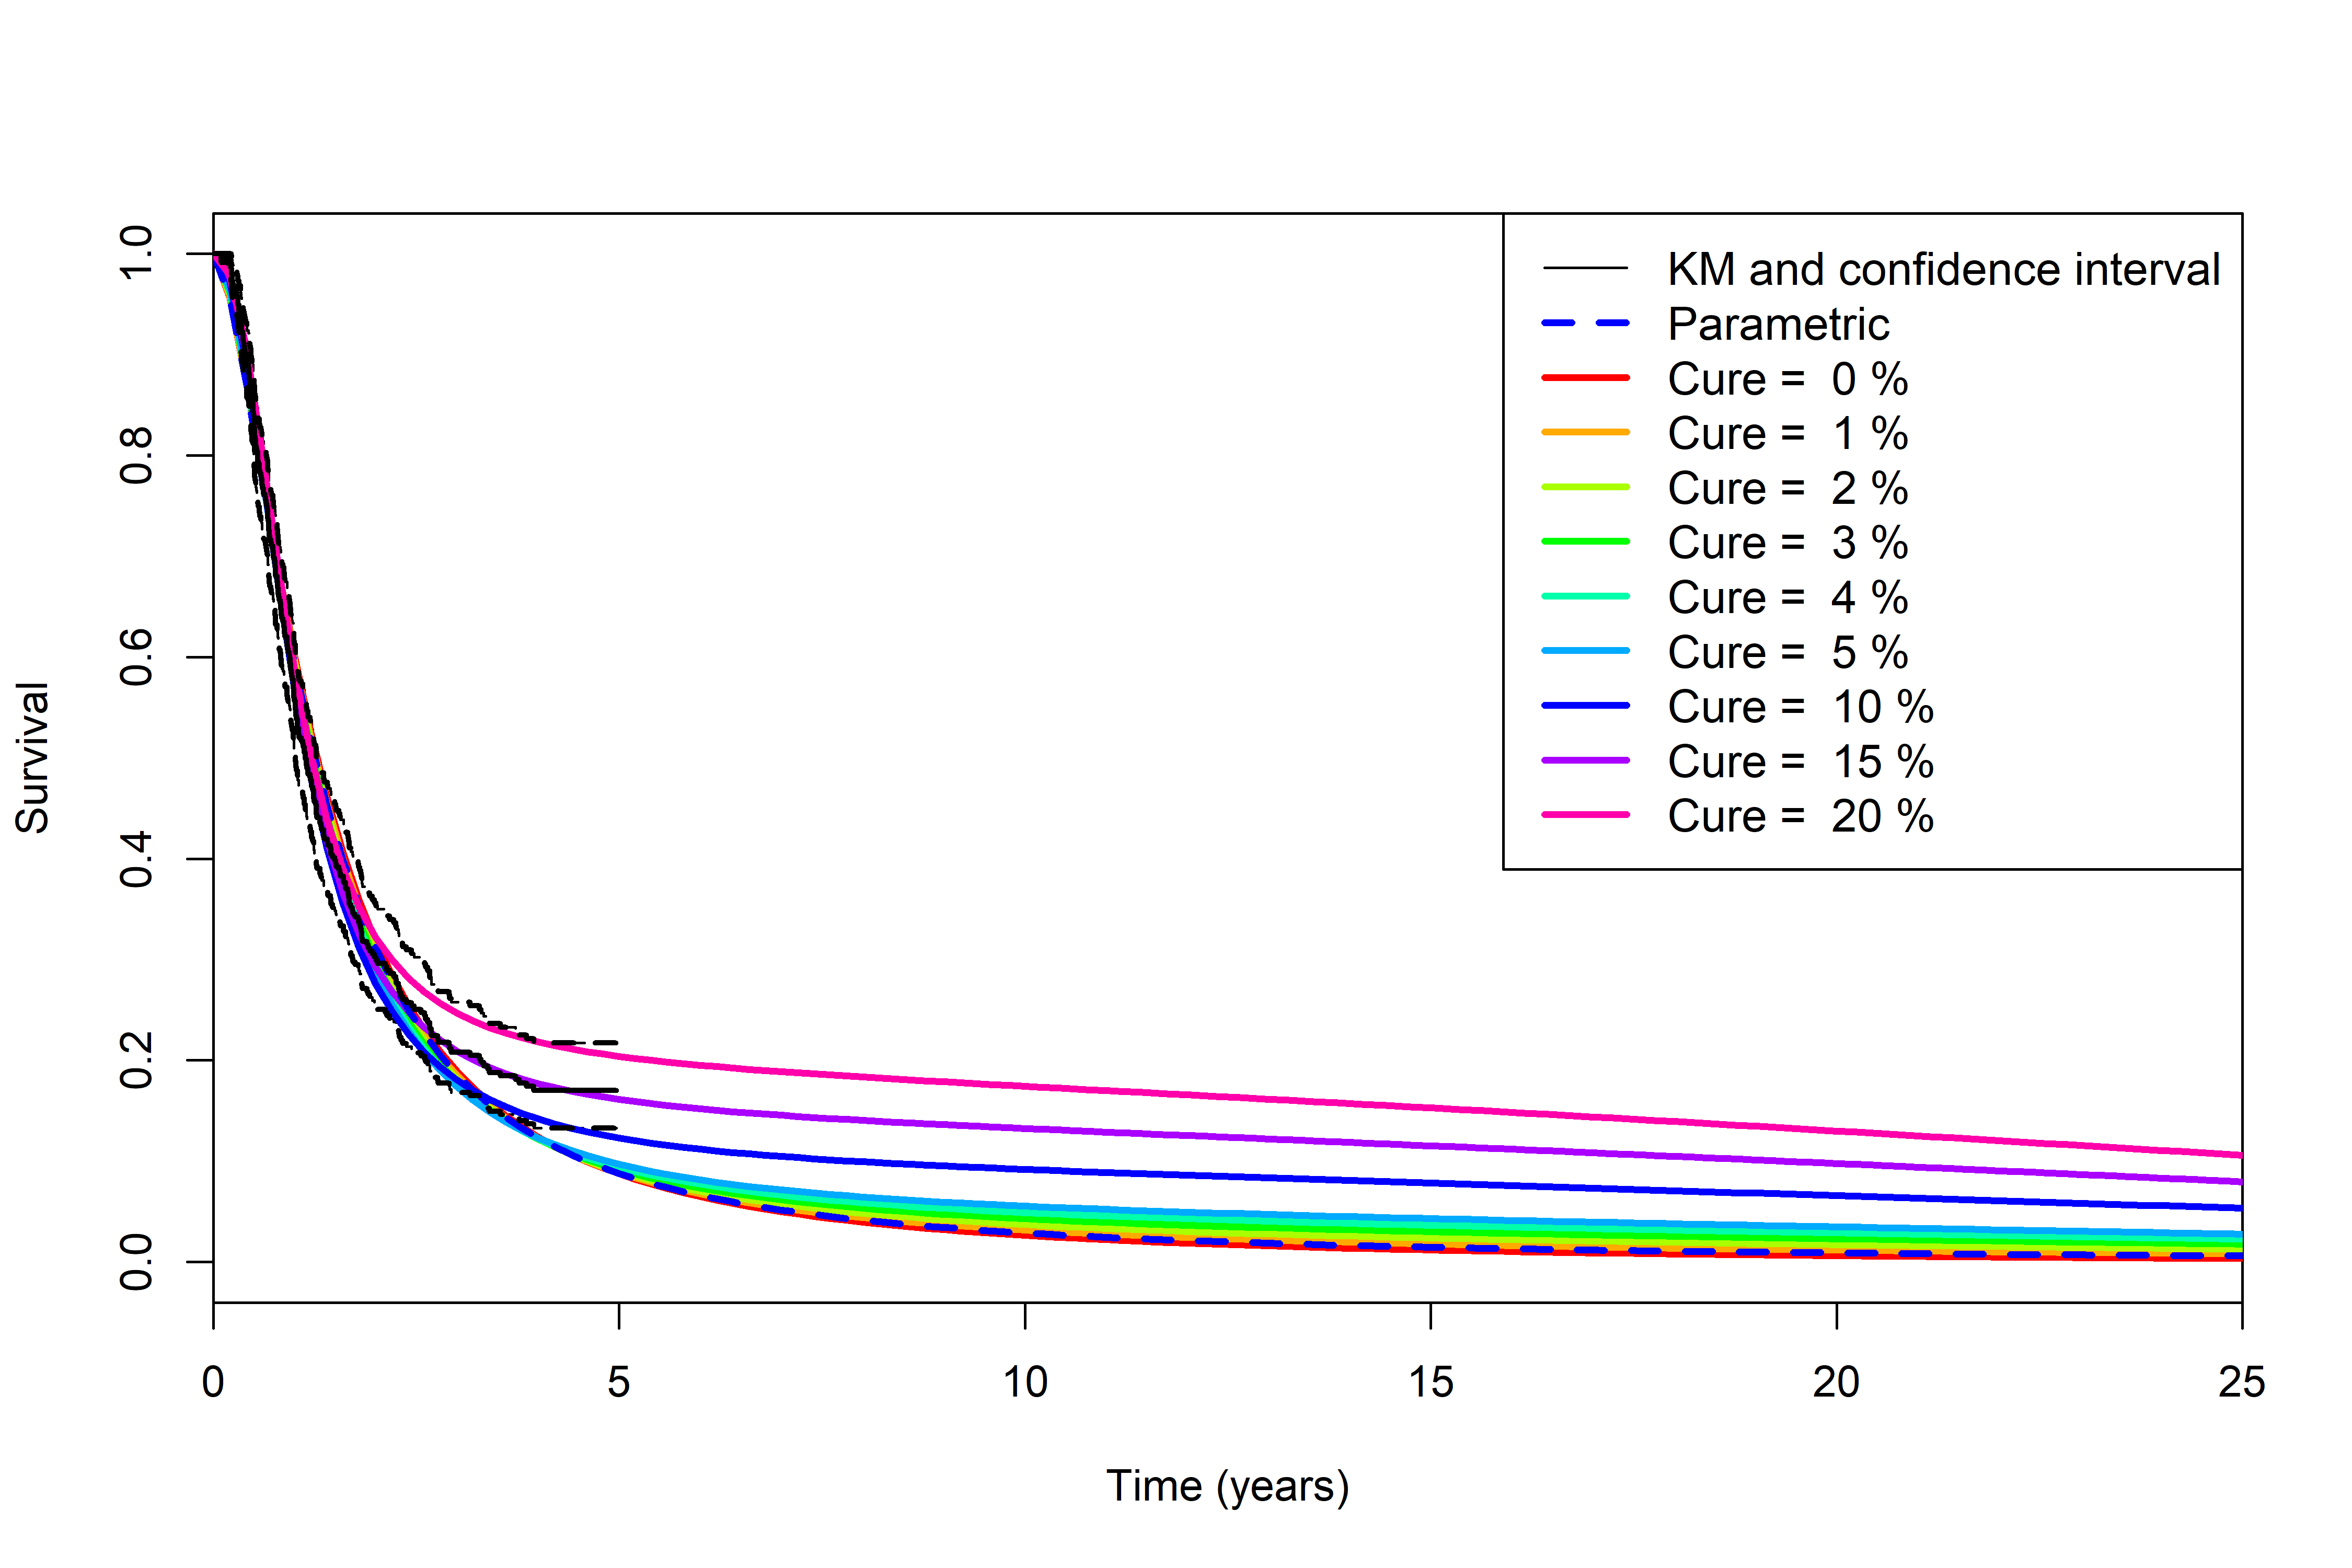 KM and confidence interval
Parametric
Cure = 0 %
Cure = 1 %
Cure = 2 %
Cure = 3 %
Cure = 4 %
Cure = 5 %
Cure = 10 %
Cure = 15 %
Cure = 20 %
1.0
0.8
0.6
0.4
0.2
0.0
Survival
0 5 10 15 20 25
Time (years)